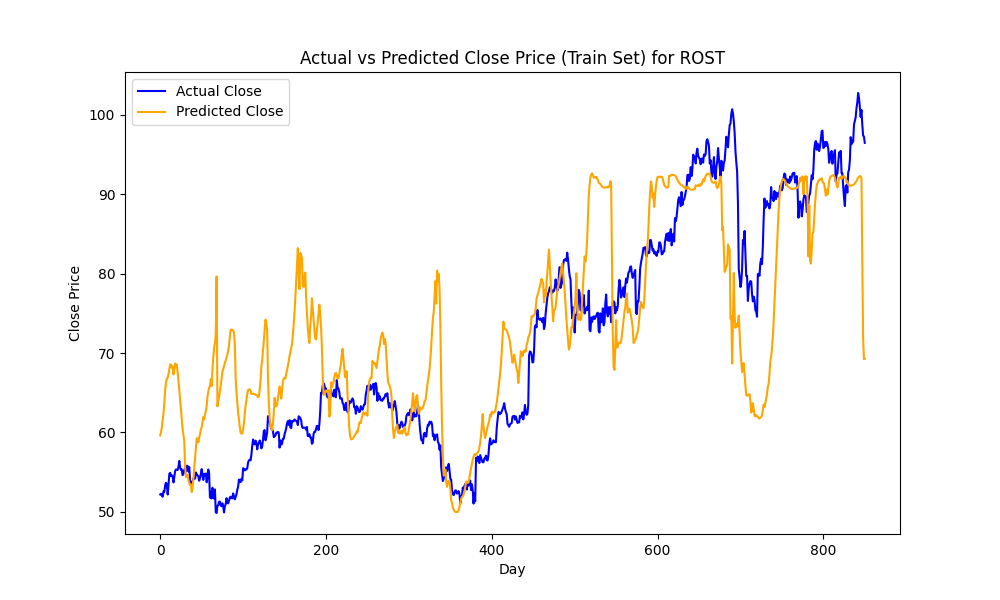 Actual vs Predicted Close Price (Train Set) for ROST
Actual Close
Predicted Close
Close Price
100
90
80
70
60
50
0
200
400
600
800
Day